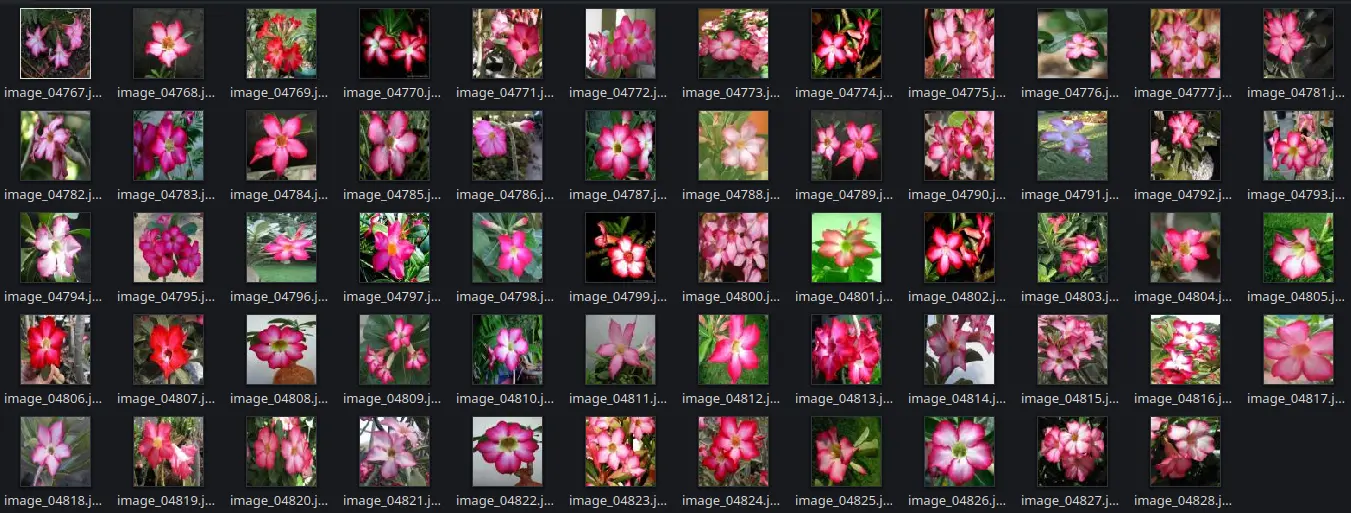 image_04767.j... image_04768.j... image_04769.j... image_04770.j... image_04771.j... image_04772.j... image_04773.j... image_04774.j... image_04775.j... image_04776.j... image_04777.j... image_04781.j...
image_04782.j... image_04783.j... image_04784.j... image_04785.j... image_04786.j... image_04787.j... image_04788.j... image_04789.j... image_04790.j... image_04791.j... image_04792.j... image_04793.j...
image_04794.j... image_04795.j... image_04796.j... image_04797.j... image_04798.j... image_04799.j... image_04800.j... image_04801.j... image_04802.j... image_04803.j... image_04804.j... image_04805.j...
image_04806.j... image_04807.j... image_04808.j... image_04809.j... image_04810.j... image_04811.j... image_04812.j... image_04813.j... image_04814.j... image_04815.j... image_04816.j... image_04817.j...
image_04818.j... image_04819.j... image_04820.j... image_04821.j... image_04822.j... image_04823.j... image_04824.j... image_04825.j... image_04826.j... image_04827.j... image_04828.j...